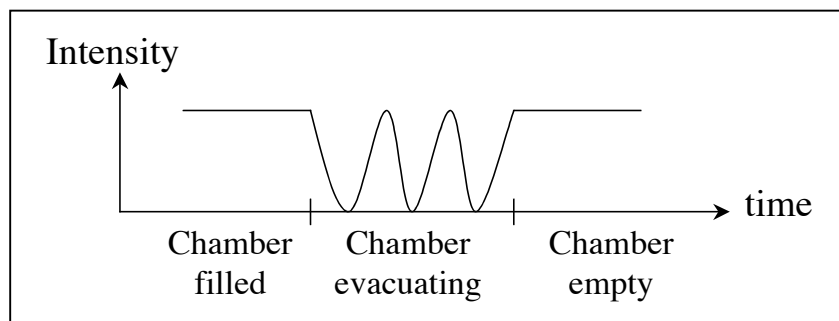 Intensity
time
Chamber
filled
Chamber
evacuating
Chamber
empty